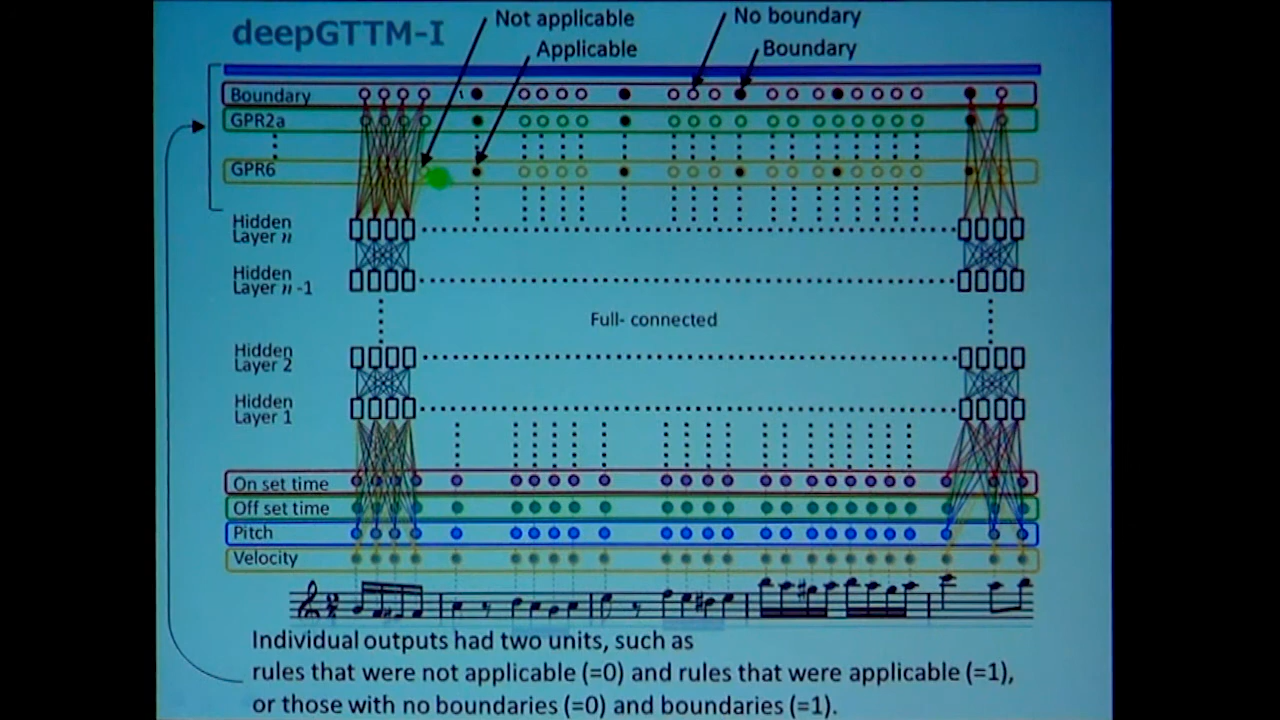 deepGTTM-I
Not applicable
Applicable
No boundary
Boundary
Boundary
GPR2a
GPR6
Hidden
Layer n
Hidden
Layer n -1
Full- connected
Hidden
Layer 2
Hidden
Layer 1
On set time
Off set time
Pitch
Velocity
Individual outputs had two units, such as
rules that were not applicable (=0) and rules that were applicable (=1),
or those with no boundaries (=0) and boundaries (=1).